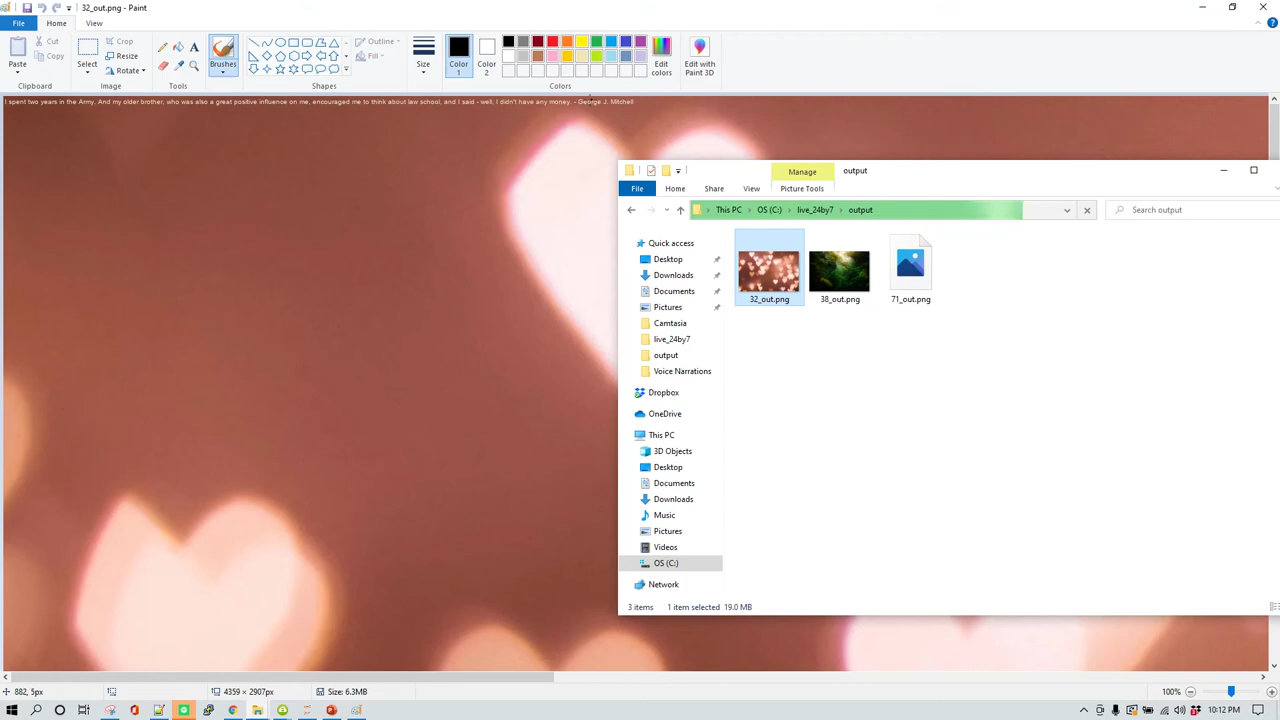 32_out.png - Paint
File
Home
View
Paste
Cut
Copy
Clipboard
Select
Crop
Resize
Rotate
Image
A
Tools
Brushes
Outline
Fill
Shapes
Size
Color
1
Color
2
Edit
colors
Colors
Edit with
Paint 3D
I spent two years in the Army. And my older brother, who was also a great positive influence on me, encouraged me to think about law school, and I said - well, I didn't have any money. - George J. Mitchell
Manage
output
File
Home
Share
View
Picture Tools
This PC
OS (C:)
live_24by7
output
Search output
Quick access
Desktop
Downloads
Documents
Pictures
Camtasia
live_24by7
output
Voice Narrations
Dropbox
OneDrive
This PC
3D Objects
Desktop
Documents
Downloads
Music
Pictures
Videos
OS (C:)
Network
32_out.png
38_out.png
71_out.png
3 items
1 item selected 19.0 MB
882, 5px
4359 × 2907px
Size: 6.3MB
100%
10:12 PM